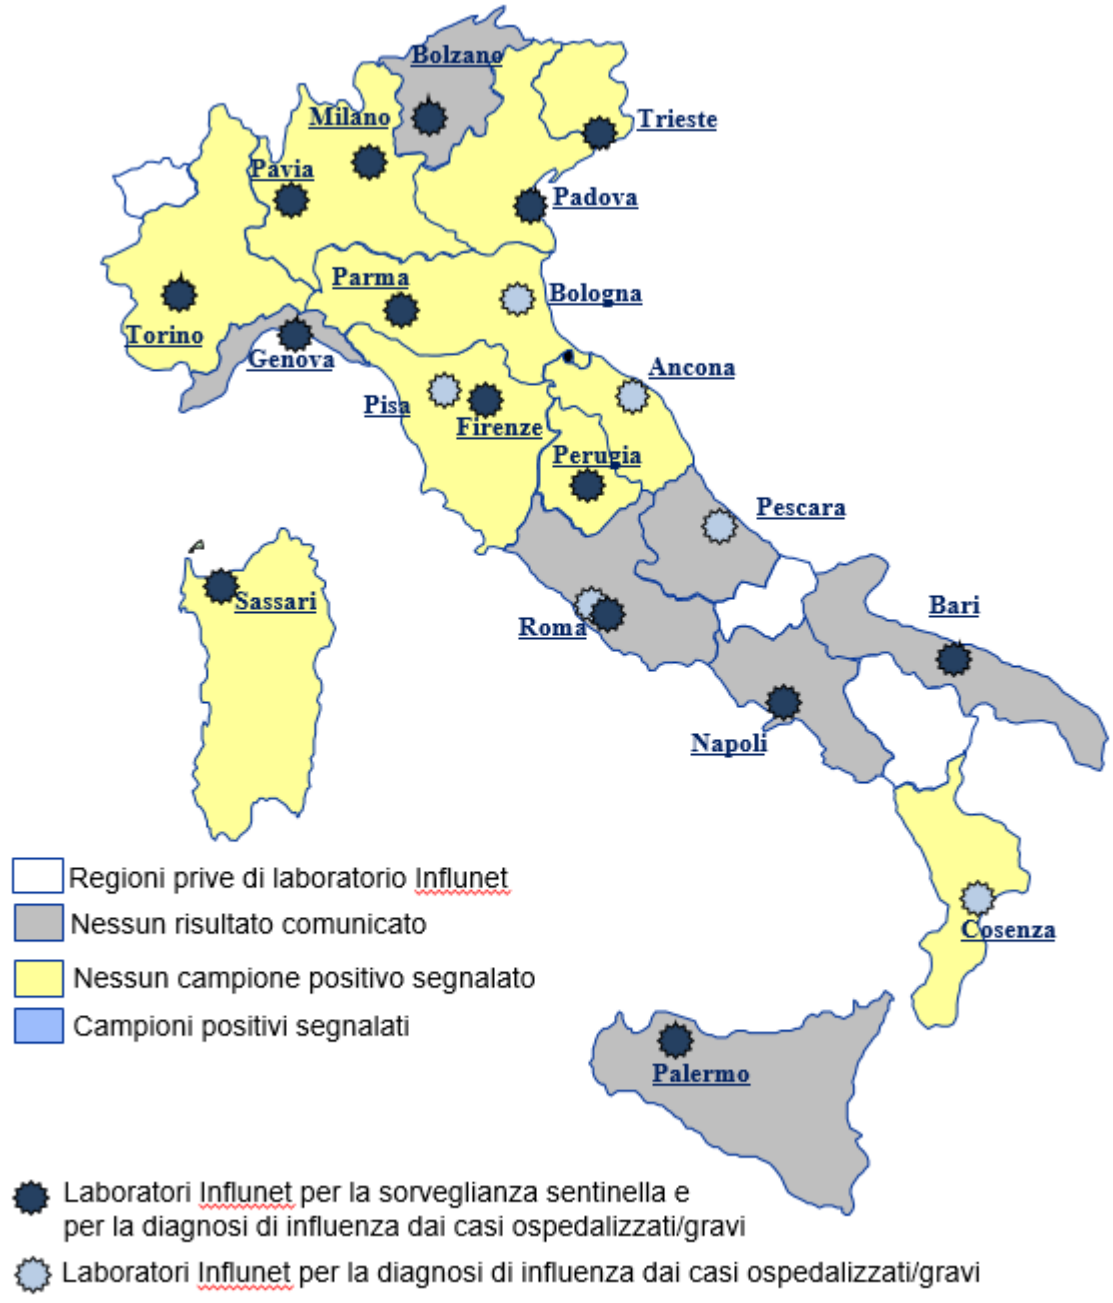 Bolzano
Milano
Trieste
Pavia
Padova
Parma
Bologna
Torino
Genova
Ancona
Pisa
Firenze
Perugia
Pescara
Sassari
Roma
Bari
Napoli
Regioni prive di laboratorio Influnet
Nessun risultato comunicato
Cosenza
Nessun campione positivo segnalato
Campioni positivi segnalati
Palermo
Laboratori Influnet per la sorveglianza sentinella e
per la diagnosi di influenza dai casi ospedalizzati/gravi
Laboratori Influnet per la diagnosi di influenza dai casi ospedalizzati/gravi